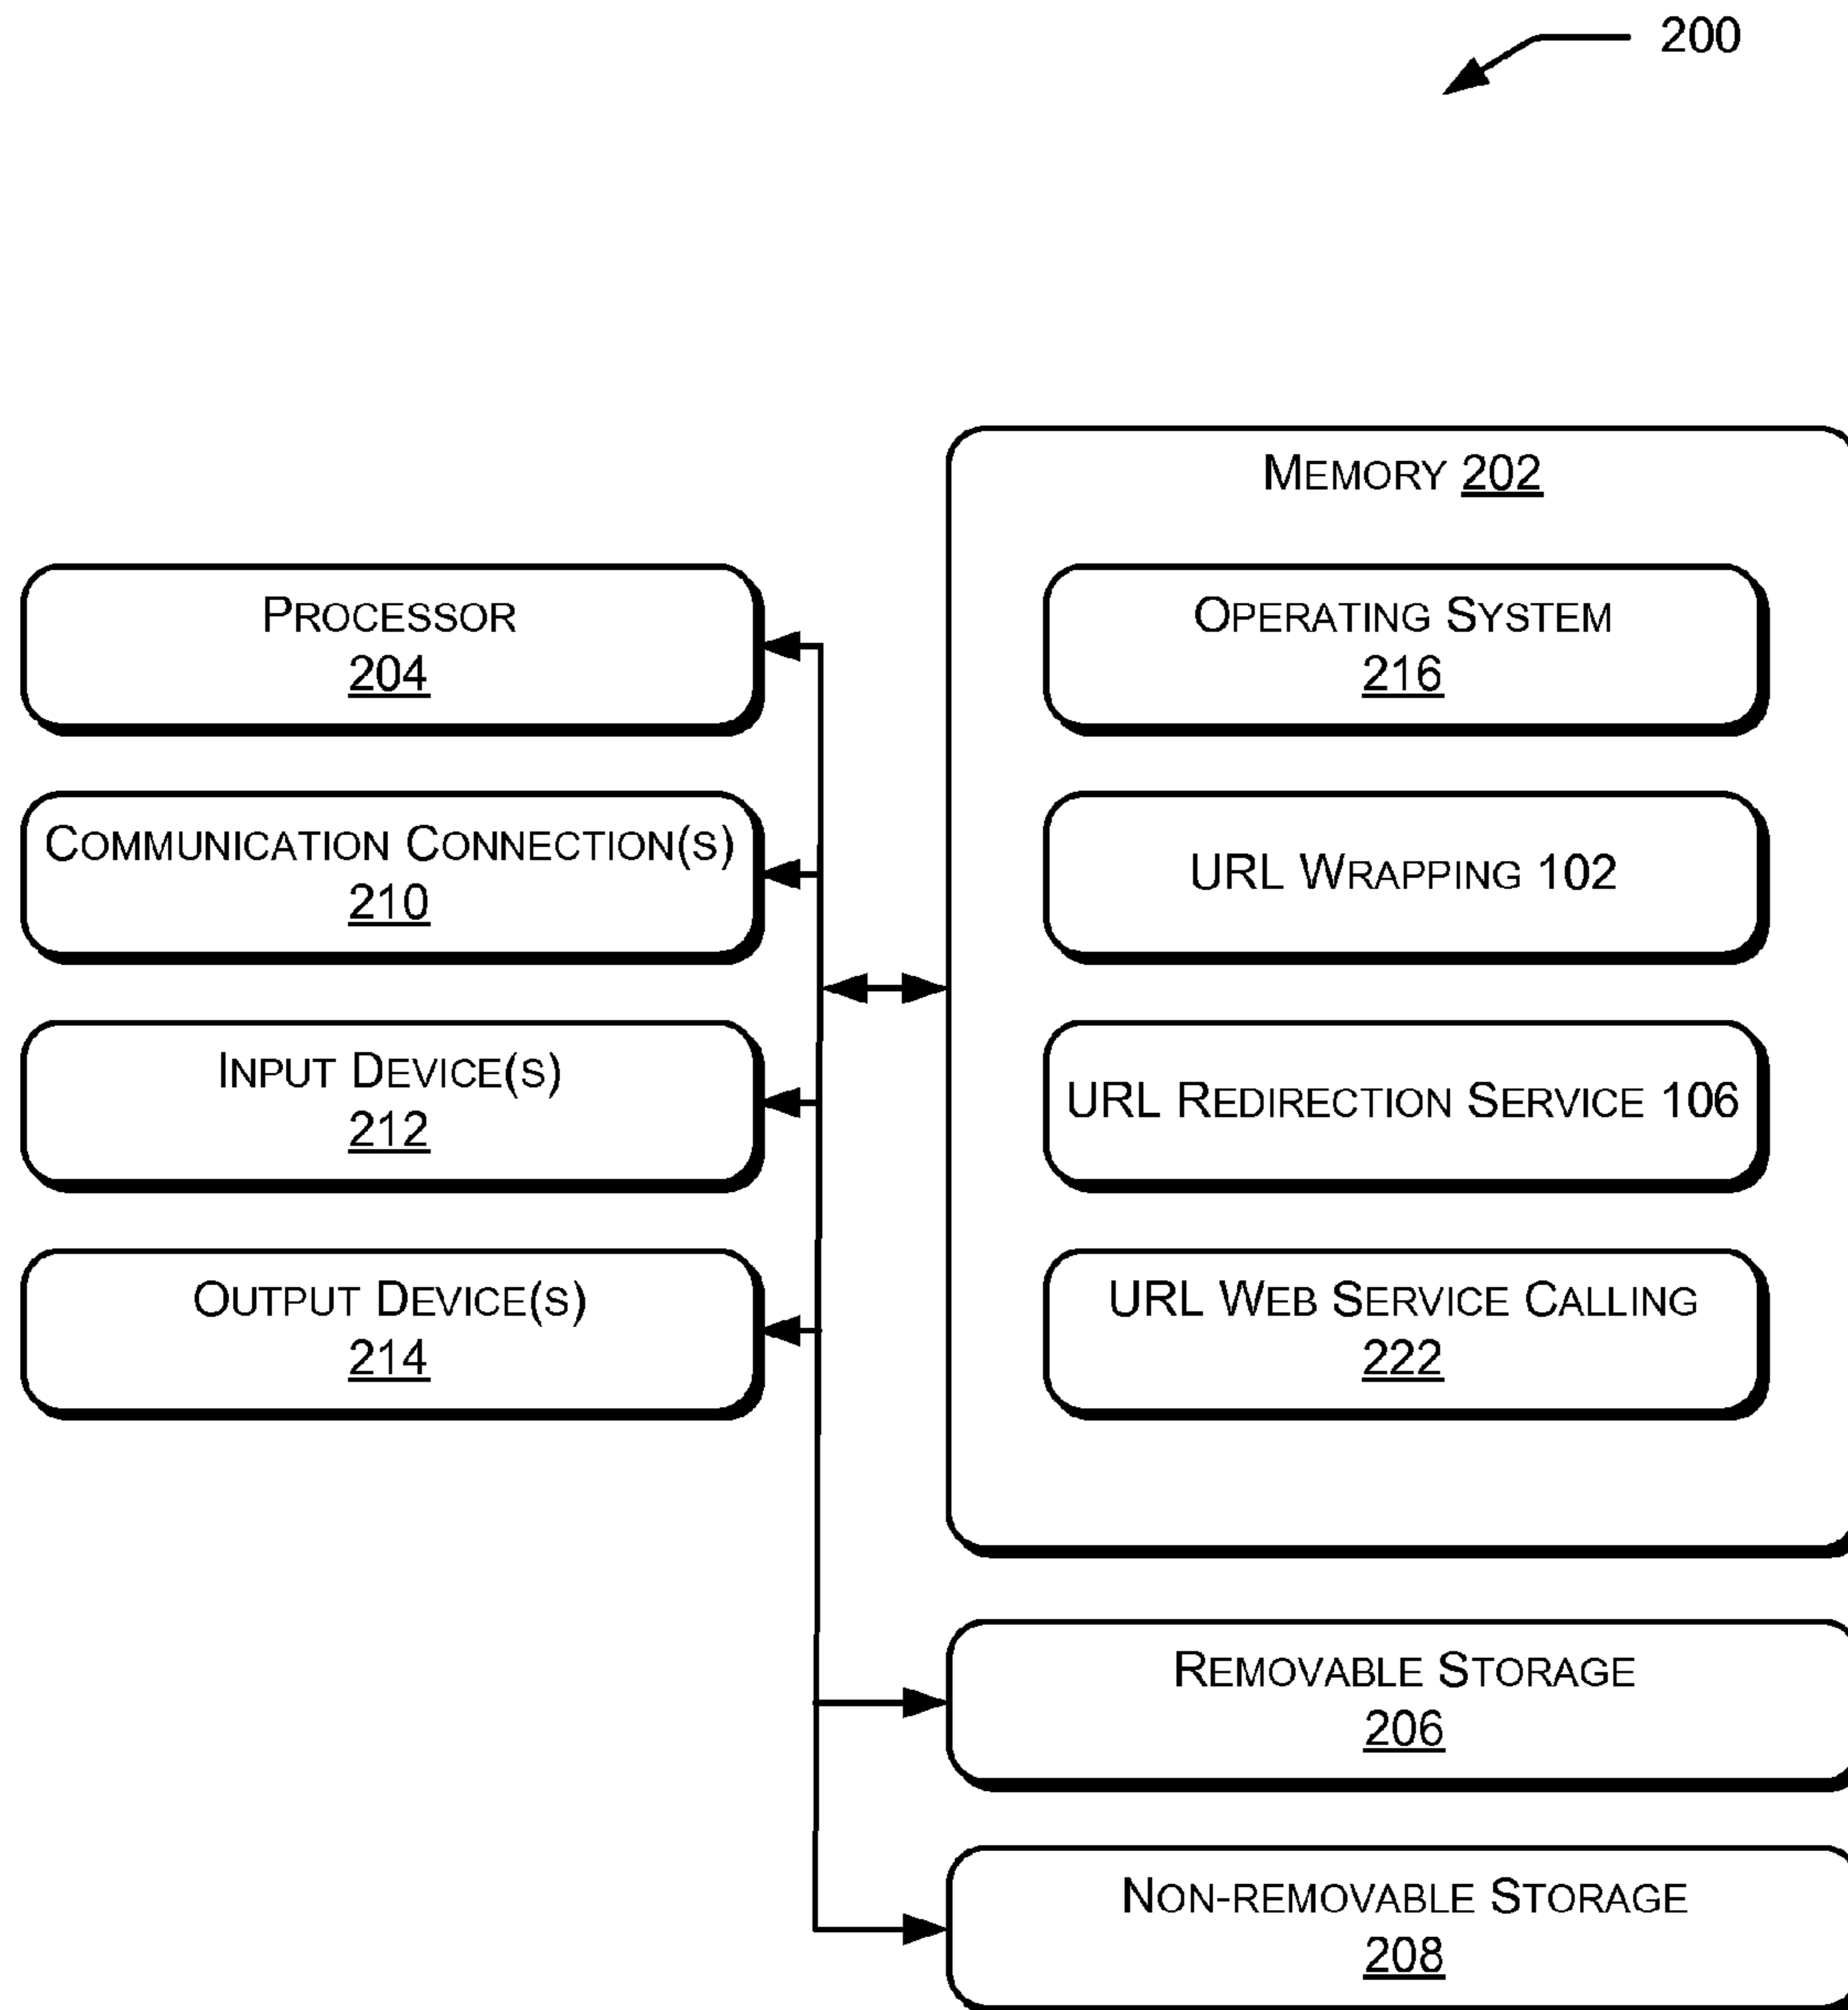 200
MEMORY 202
PROCESSOR
204
OPERATING SYSTEM
216
COMMUNICATION CONNECTION(S)
210
URL WRAPPING 102
INPUT DEVICE(S)
212
URL REDIRECTION SERVICE 106
OUTPUT DEVICE(S)
214
URL WEB SERVICE CALLING
222
REMOVABLE STORAGE
206
NON-REMOVABLE STORAGE
208